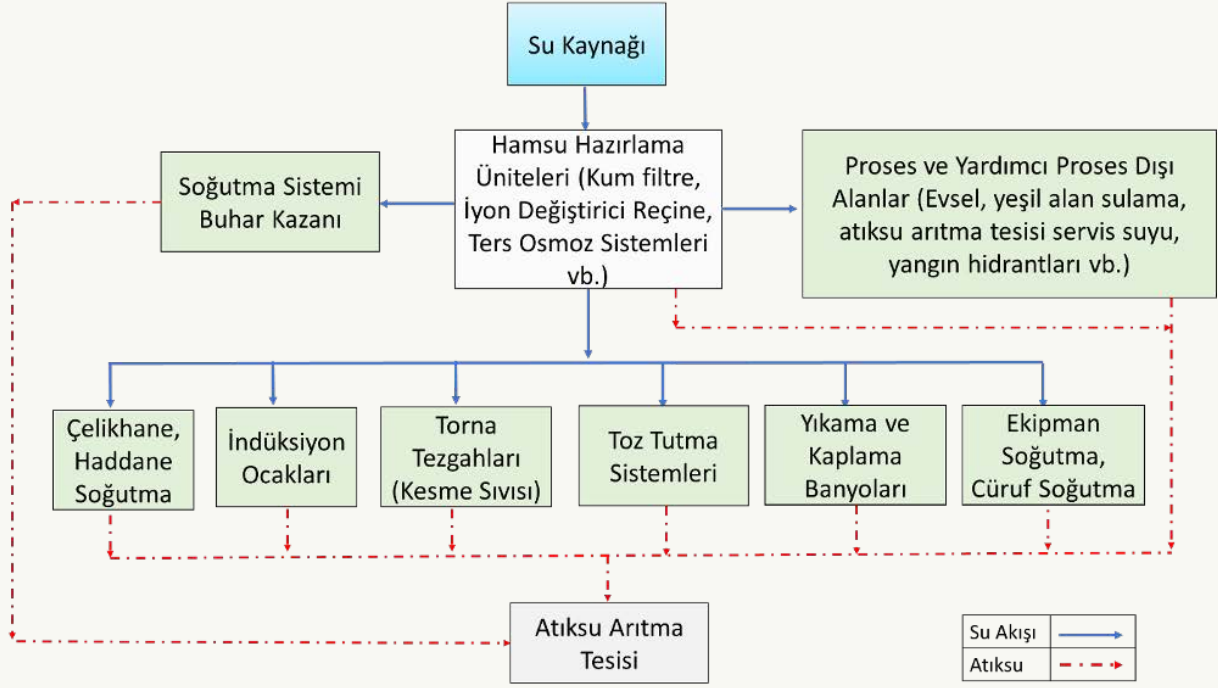 Su Kaynağı
Hamsu Hazırlama
Üniteleri (Kum filtre,
İyon Değiştirici Reçine,
Ters Osmoz Sistemleri
vb.)
Soğutma Sistemi
Buhar Kazanı
Proses ve Yardımcı Proses Dışı
Alanlar (Evsel, yeşil alan sulama,
atıksu arıtma tesisi servis suyu,
yangın hidrantları vb.)
Çelikhane,
Haddane
Soğutma
İndüksiyon
Ocakları
Torna
Tezgahları
(Kesme Sıvısı)
Toz Tutma
Sistemleri
Yıkama ve
Kaplama
Banyoları
Ekipman
Soğutma,
Cüruf Soğutma
Atıksu Arıtma
Tesisi
Su Akışı
Atıksu